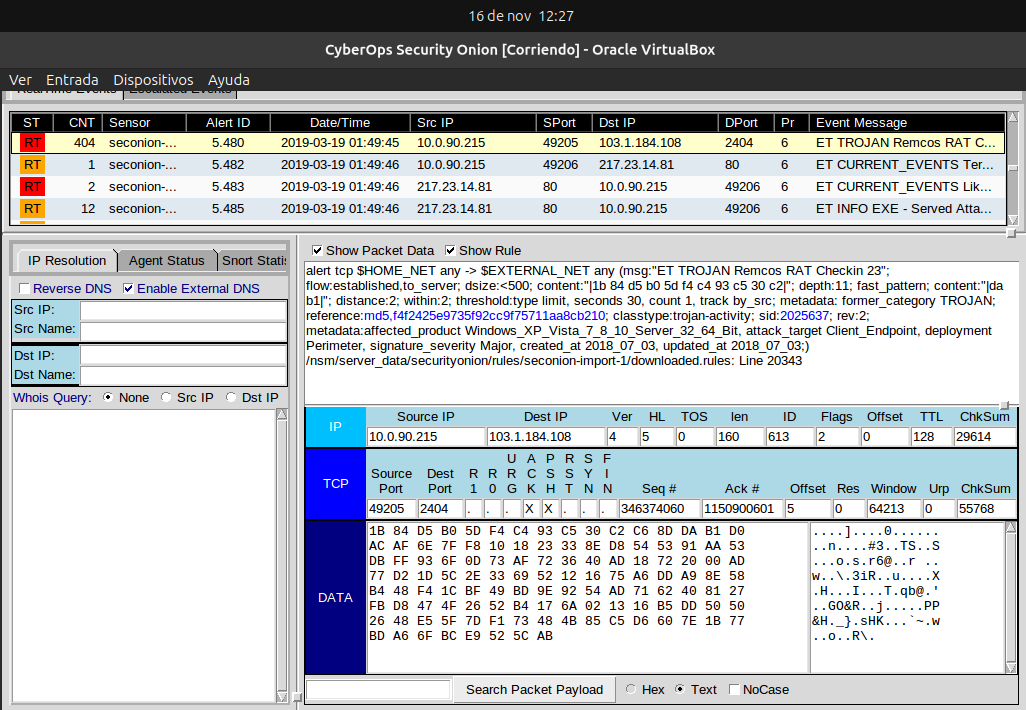 16 de nov 12:27
CyberOps Security Onion [Corriendo] - Oracle VirtualBox
Ver Entrada Dispositivos Ayuda
RealTime Events Escalated Events
ST CNT Sensor Alert ID Date/Time Src IP SPort Dst IP DPort Pr Event Message
RT 404 seconion-... 5.480 2019-03-19 01:49:45 10.0.90.215 49205 103.1.184.108 2404 6 ET TROJAN Remcos RAT C...
RT 1 seconion-... 5.482 2019-03-19 01:49:46 10.0.90.215 49206 217.23.14.81 80 6 ET CURRENT_EVENTS Ter...
RT 2 seconion-... 5.483 2019-03-19 01:49:46 217.23.14.81 80 10.0.90.215 49206 6 ET CURRENT_EVENTS Lik...
RT 12 seconion-... 5.485 2019-03-19 01:49:46 217.23.14.81 80 10.0.90.215 49206 6 ET INFO EXE - Served Atta...
IP Resolution Agent Status Snort Statis
Reverse DNS Enable External DNS
Src IP:
Src Name:
Dst IP:
Dst Name:
Whois Query: None Src IP Dst IP
Show Packet Data Show Rule
alert tcp $HOME_NET any -> $EXTERNAL_NET any (msg:"ET TROJAN Remcos RAT Checkin 23";
flow:established,to_server; dsize:<500; content:"|1b 84 d5 b0 5d f4 c4 93 c5 30 c2|"; depth:11; fast_pattern; content:"|da
b1|"; distance:2; within:2; threshold:type limit, seconds 30, count 1, track by_src; metadata: former_category TROJAN;
reference:md5,f4f2425e9735f92cc9f75711aa8cb210; classtype:trojan-activity; sid:2025637; rev:2;
metadata:affected_product Windows_XP_Vista_7_8_10_Server_32_64_Bit, attack_target Client_Endpoint, deployment
Perimeter, signature_severity Major, created_at 2018_07_03, updated_at 2018_07_03;)
/nsm/server_data/securityonion/rules/seconion-import-1/downloaded.rules: Line 20343
IP
Source IP Dest IP Ver HL TOS len ID Flags Offset TTL ChkSum
10.0.90.215 103.1.184.108 4 5 0 160 613 2 0 128 29614
TCP
Source Port Dest Port R1 R0 URG ACK PSH RST SYN FIN Seq # Ack # Offset Res Window Urp ChkSum
49205 2404 . . . X X . . . 346374060 1150900601 5 0 64213 0 55768
DATA
1B 84 D5 B0 5D F4 C4 93 C5 30 C2 C6 8D DA B1 D0 ....]....0......
AC AF 6E 7F F8 10 18 23 33 8E D8 54 53 91 AA 53 ..n....#3..TS..S
DB FF 93 6F 0D 73 AF 72 36 40 AD 18 72 20 00 AD ...o.s.r6@..r ..
77 D2 1D 5C 2E 33 69 52 12 16 75 A6 DD A9 8E 58 w..\.3iR..u....X
B4 48 F4 1C BF 49 BD 9E 92 54 AD 71 62 40 81 27 .H...I...T.qb@.'
FB D8 47 4F 26 52 B4 17 6A 02 13 16 B5 DD 50 50 ..GO&R..j.....PP
26 48 E5 5F 7D F1 73 48 4B 85 C5 D6 60 7E 1B 77 &H._}.sHK...`~.w
BD A6 6F BC E9 52 5C AB ..o..R\.
Search Packet Payload Hex Text NoCase